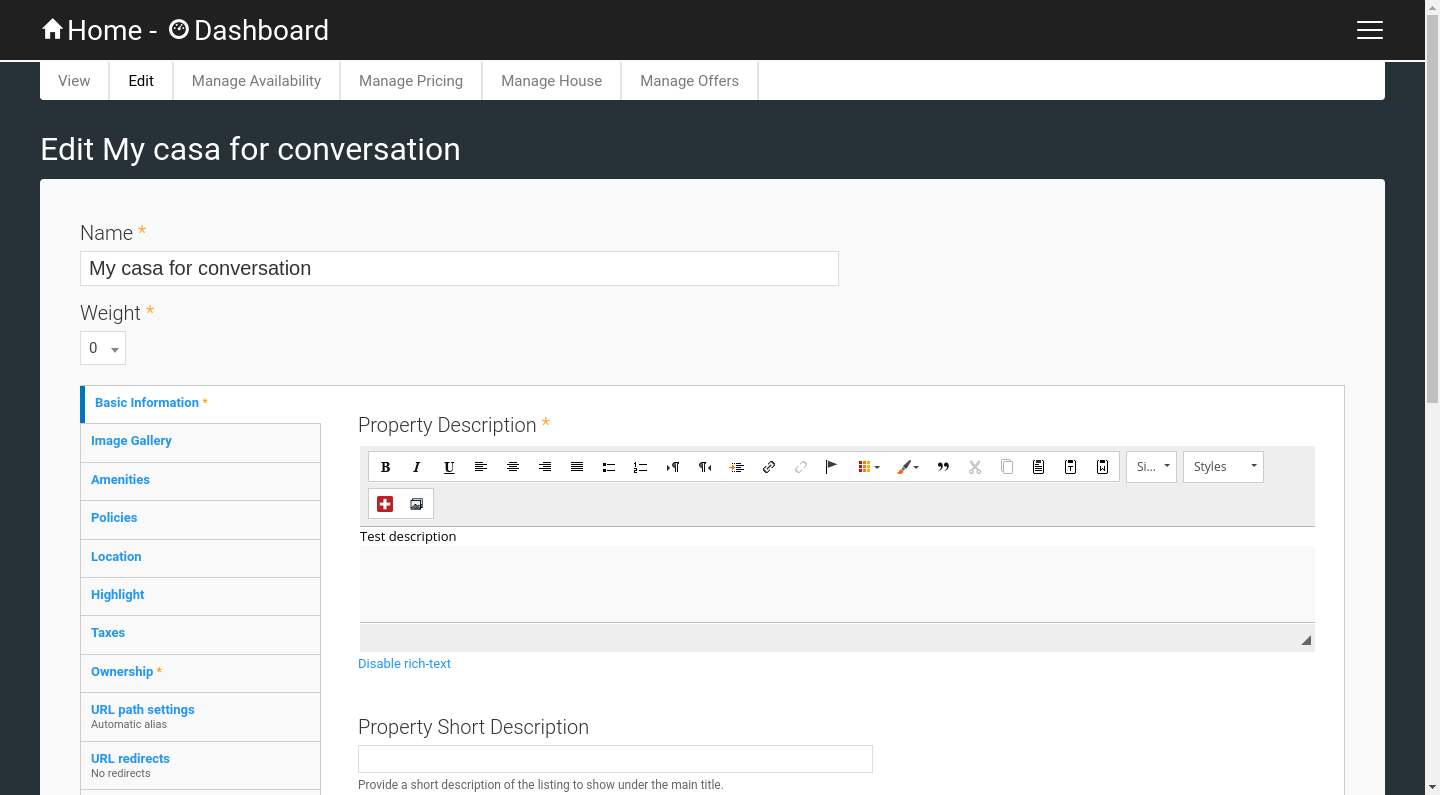 Home - Dashboard
View Edit Manage Availability Manage Pricing Manage House Manage Offers
Edit My casa for conversation
Name *
My casa for conversation
Weight *
0
Basic Information *
Image Gallery
Amenities
Policies
Location
Highlight
Taxes
Ownership *
URL path settings
Automatic alias
URL redirects
No redirects
Property Description *
B I U Si... Styles
Test description
Disable rich-text
Property Short Description
Provide a short description of the listing to show under the main title.